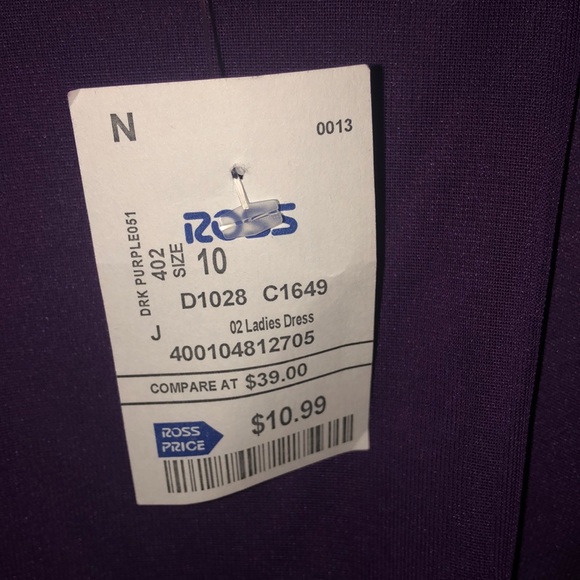 N
0013
ROSS
DRK PURPLE051
J 402
SIZE 10
D1028 C1649
02 Ladies Dress
400104812705
COMPARE AT $39.00
ROSS
PRICE
$10.99